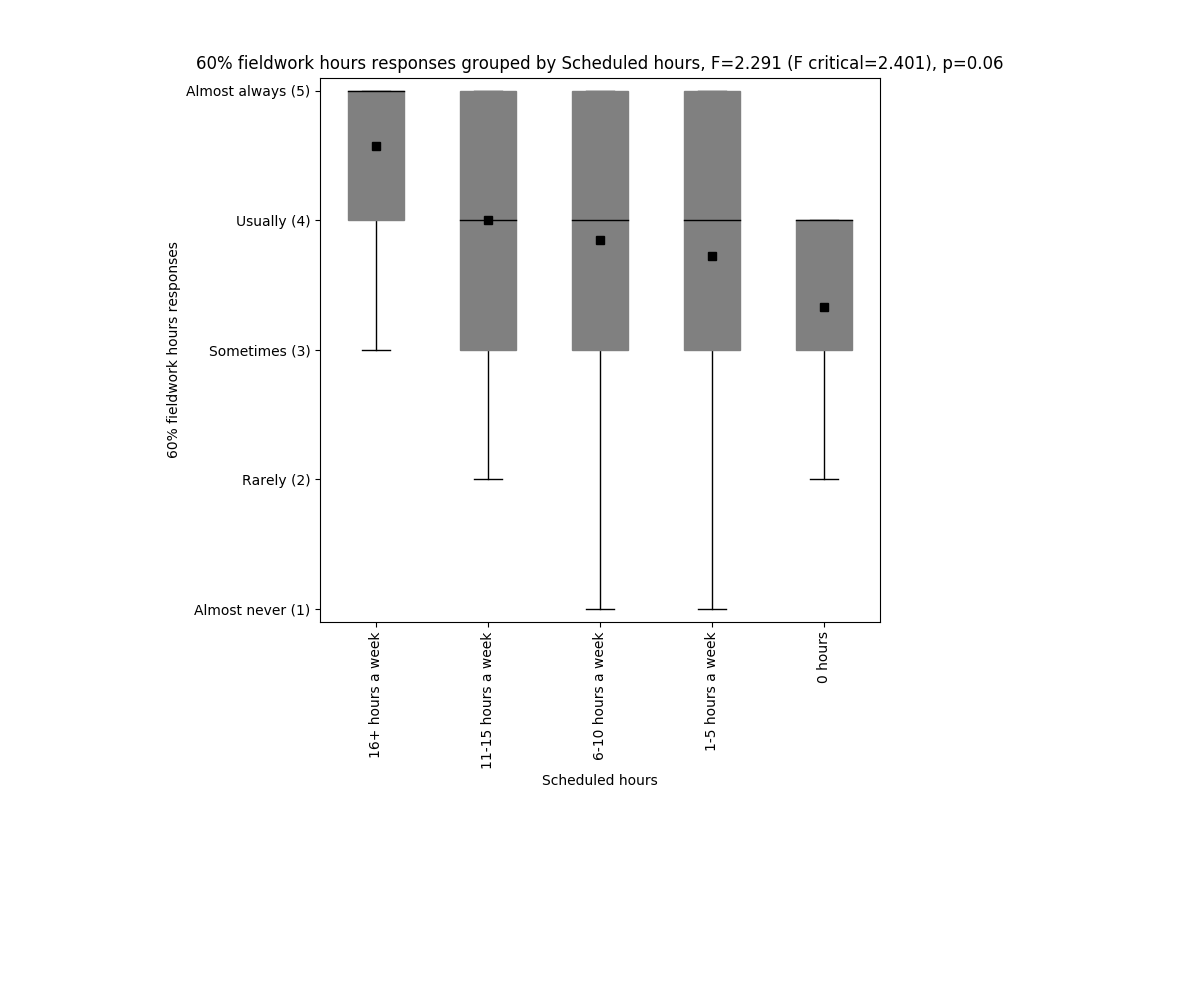 60% fieldwork hours responses grouped by Scheduled hours, F=2.291 (F critical=2.401), p=0.06
Almost always (5)
Usually (4)
Sometimes (3)
Rarely (2)
Almost never (1)
60% fieldwork hours responses
16+ hours a week
11-15 hours a week
6-10 hours a week
1-5 hours a week
0 hours
Scheduled hours